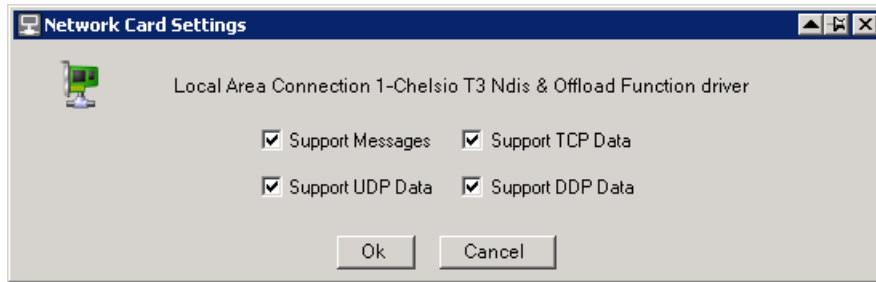 Network Card Settings
Local Area Connection 1-Chelsio T3 Ndis & Offload Function driver
Support Messages Support TCP Data
Support UDP Data Support DDP Data
Ok Cancel